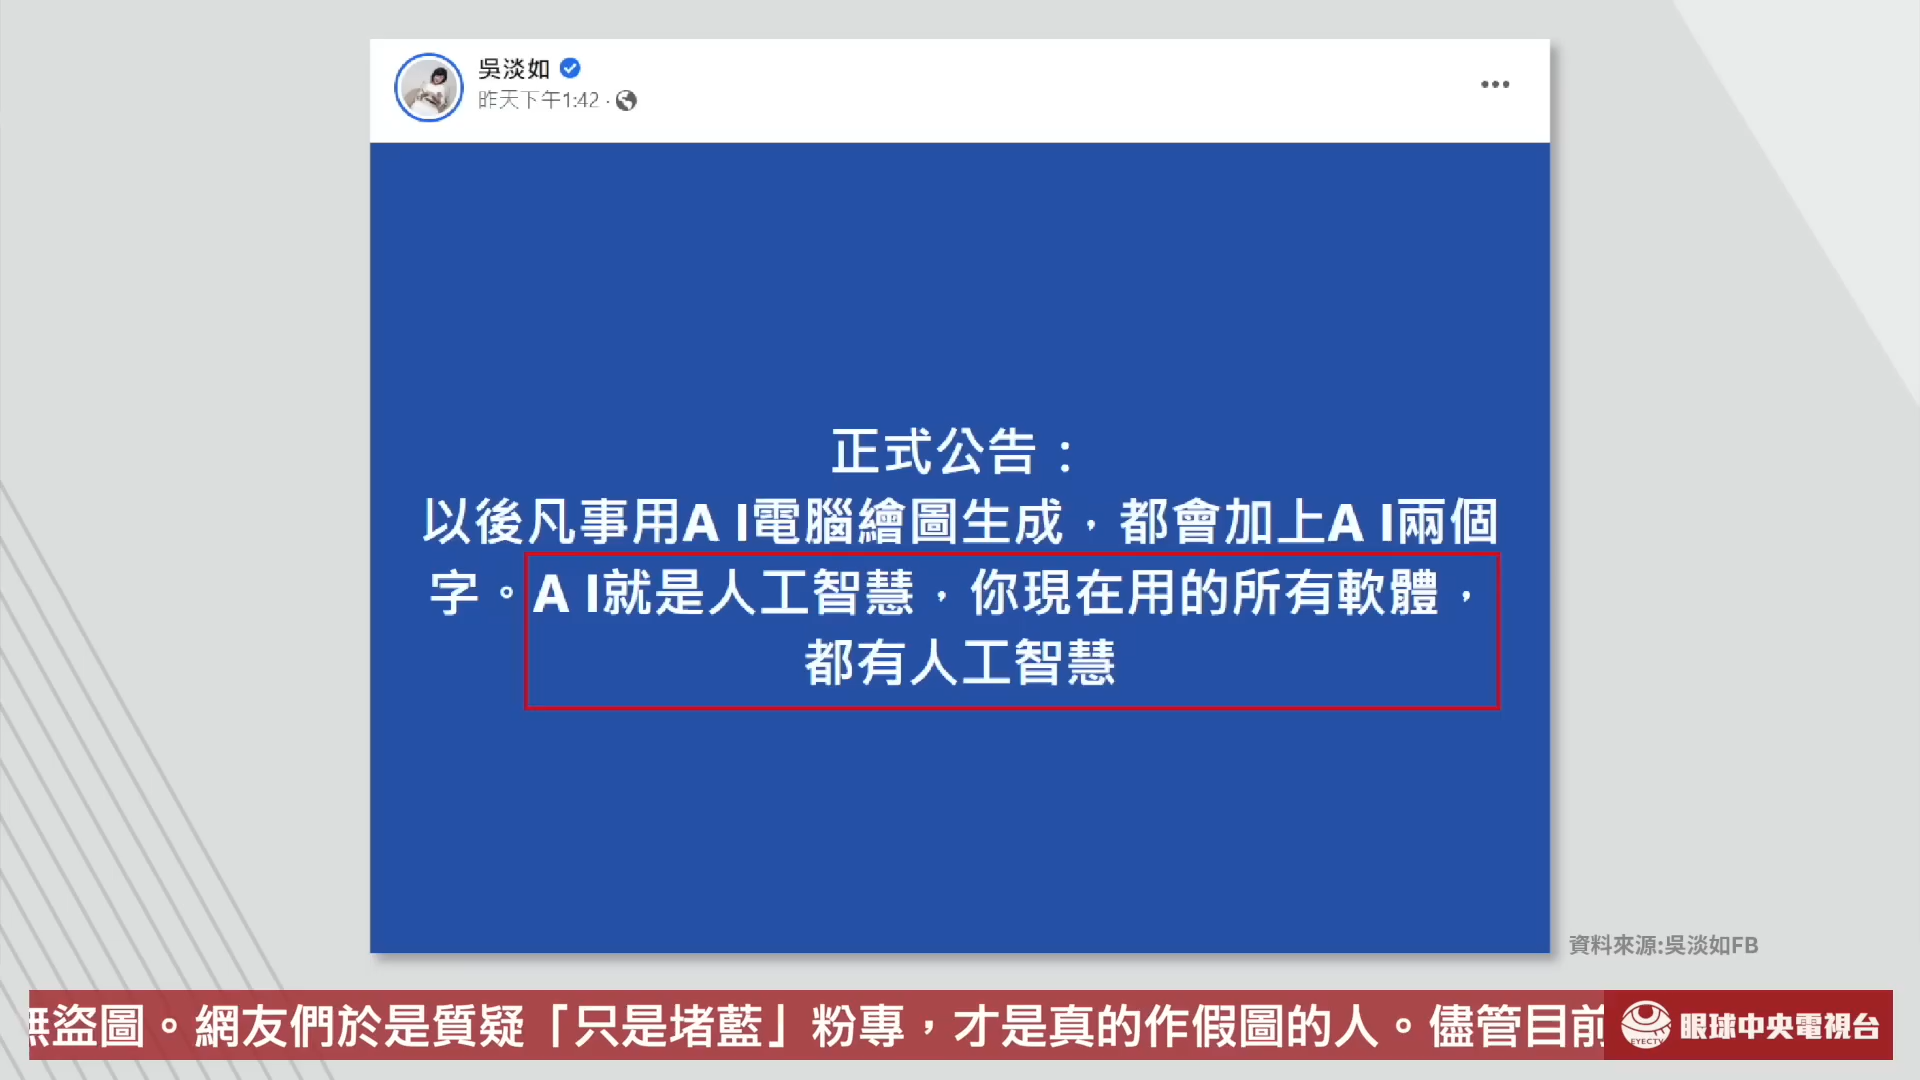 吳淡如
昨天下午1:42 ·
正式公告：
以後凡事用A I電腦繪圖生成，都會加上A I兩個
字。A I就是人工智慧，你現在用的所有軟體，
都有人工智慧
資料來源:吳淡如FB
無盜圖。網友們於是質疑「只是堵藍」粉專，才是真的作假圖的人。儘管目前
EYECTV
眼球中央電視台